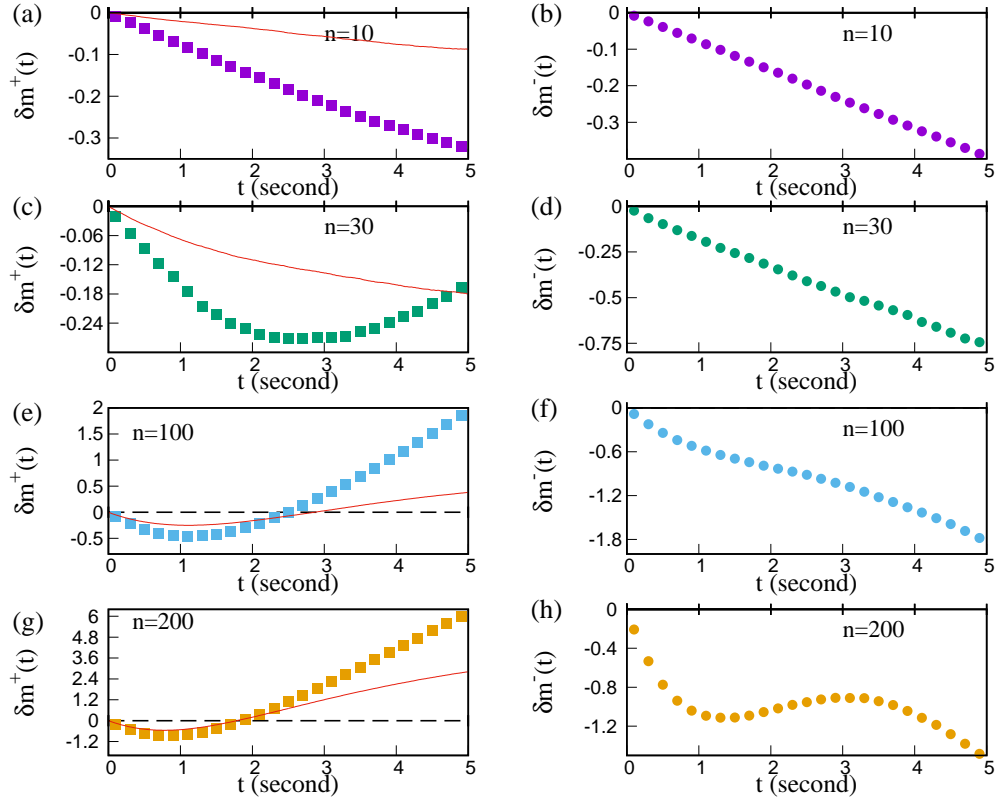 (a)
δm⁺(t)
0
-0.1
-0.2
-0.3
n=10
0 1 2 3 4 5
t (second)
(b)
δm⁻(t)
0
-0.1
-0.2
-0.3
n=10
0 1 2 3 4 5
t (second)
(c)
δm⁺(t)
0
-0.06
-0.12
-0.18
-0.24
n=30
0 1 2 3 4 5
t (second)
(d)
δm⁻(t)
0
-0.25
-0.5
-0.75
n=30
0 1 2 3 4 5
t (second)
(e)
δm⁺(t)
2
1.5
1
0.5
0
-0.5
n=100
0 1 2 3 4 5
t (second)
(f)
δm⁻(t)
0
-0.6
-1.2
-1.8
n=100
0 1 2 3 4 5
t (second)
(g)
δm⁺(t)
6
4.8
3.6
2.4
1.2
0
-1.2
n=200
0 1 2 3 4 5
t (second)
(h)
δm⁻(t)
0
-0.4
-0.8
-1.2
n=200
0 1 2 3 4 5
t (second)